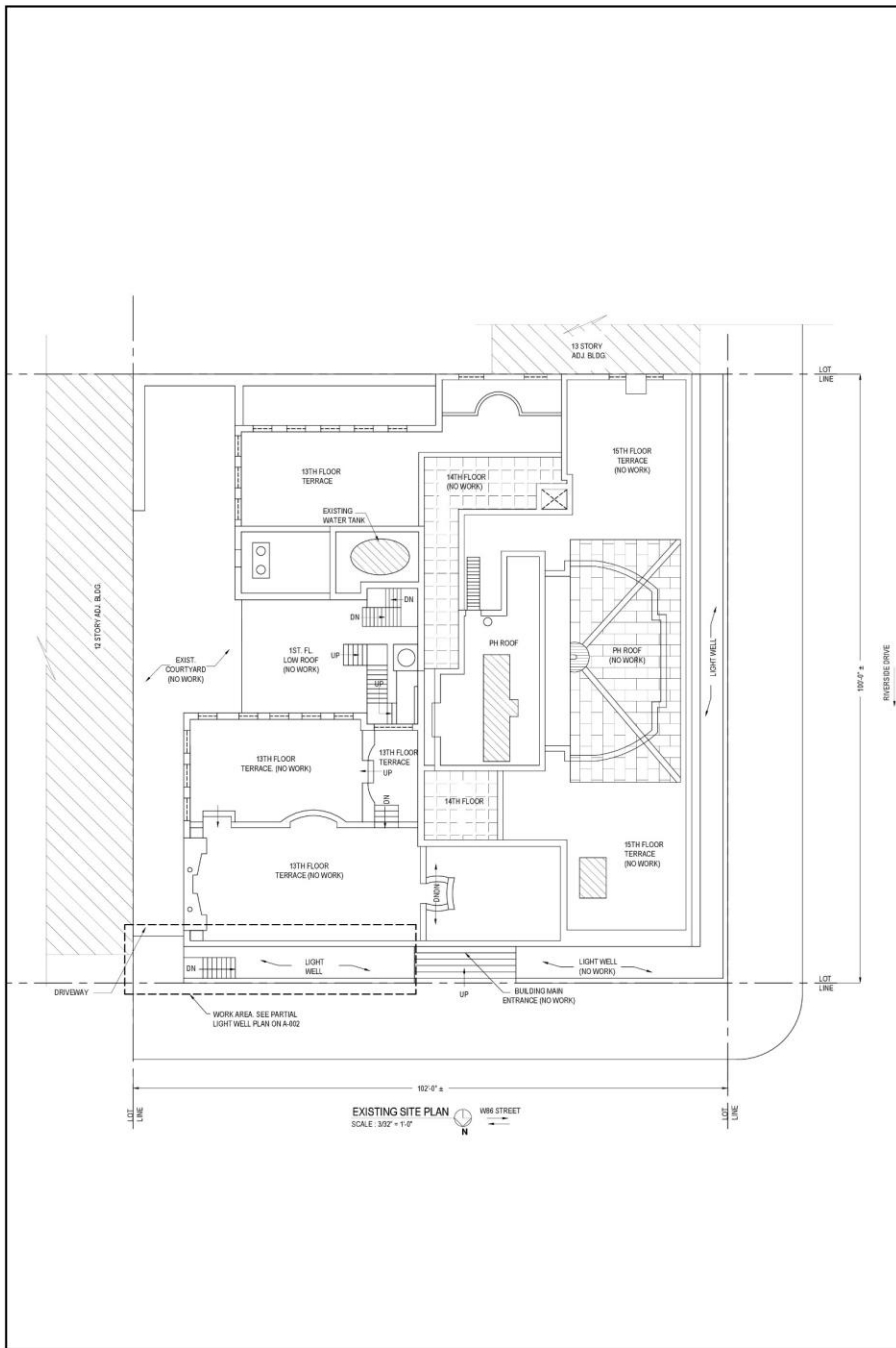 13 STORY
ADJ. BLDG.
LOT
LINE
15TH FLOOR
TERRACE
(NO WORK)
13TH FLOOR
TERRACE
14TH FLOOR
(NO WORK)
EXISTING
WATER TANK
12 STORY ADJ. BLDG.
DN
DN
1ST. FL.
LOW ROOF
(NO WORK)
UP
UP
EXIST.
COURTYARD
(NO WORK)
PH ROOF
PH ROOF
(NO WORK)
LIGHT WELL
100'-0" ±
RIVERSIDE DRIVE
13TH FLOOR
TERRACE. (NO WORK)
13TH FLOOR
TERRACE
UP
DN
14TH FLOOR
15TH FLOOR
TERRACE
(NO WORK)
13TH FLOOR
TERRACE (NO WORK)
DN
DN
DN
LIGHT
WELL
LIGHT WELL
(NO WORK)
LOT
LINE
DRIVEWAY
UP
BUILDING MAIN
ENTRANCE (NO WORK)
WORK AREA. SEE PARTIAL
LIGHT WELL PLAN ON A-002
102'-0" ±
LOT
LINE
EXISTING SITE PLAN
SCALE : 3/32" = 1'-0"
N
W86 STREET
LOT
LINE